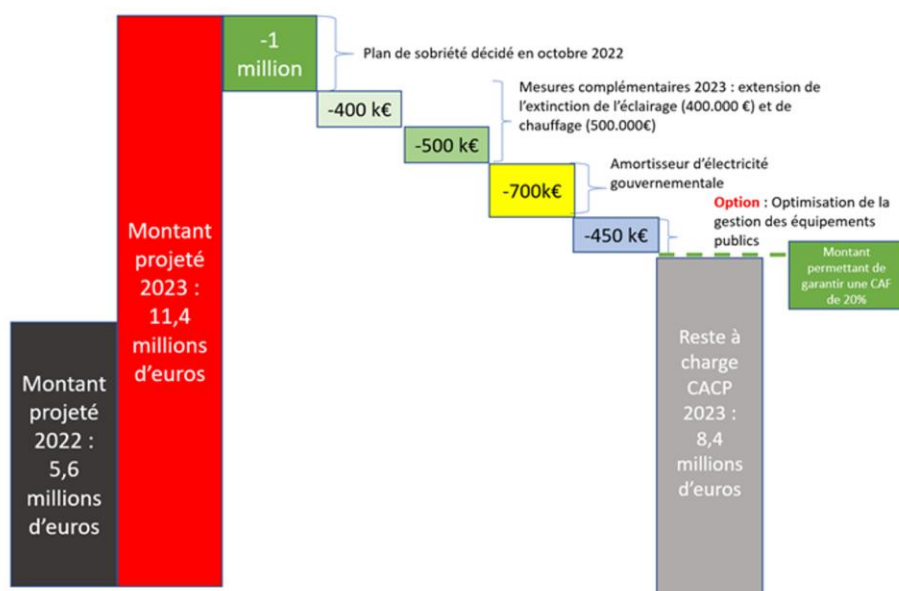 -1
million
Plan de sobriété décidé en octobre 2022
-400 k€
Mesures complémentaires 2023 : extension de
l'extinction de l'éclairage (400.000 €) et de
chauffage (500.000€)
-500 k€
Amortisseur d'électricité
gouvernementale
-700k€
Option : Optimisation de la
gestion des équipements
publics
-450 k€
Montant
permettant de
garantir une CAF
de 20%
Montant
projeté
2023 :
11,4
millions
d'euros
Montant
projeté
2022 :
5,6
millions
d'euros
Reste à
charge
CACP
2023 :
8,4
millions
d'euros